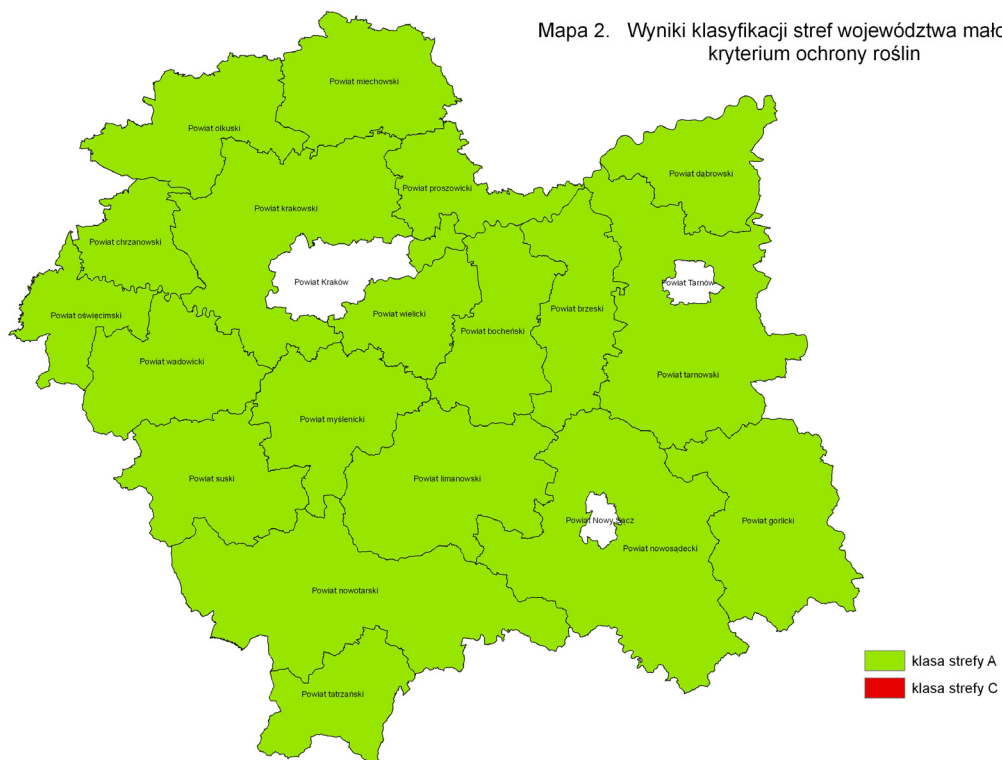 Mapa 2. Wyniki klasyfikacji stref województwa mało
kryterium ochrony roślin
Powiat miechowski
Powiat olkuski
Powiat dąbrowski
Powiat proszowicki
Powiat krakowski
Powiat chrzanowski
Powiat Kraków
Powiat Tarnów
Powiat brzeski
Powiat oświęcimski
Powiat wielicki
Powiat bocheński
Powiat wadowicki
Powiat tarnowski
Powiat myślenicki
Powiat suski
Powiat limanowski
Powiat Nowy Sącz
Powiat gorlicki
Powiat nowosądecki
Powiat nowotarski
klasa strefy A
klasa strefy C
Powiat tatrzański